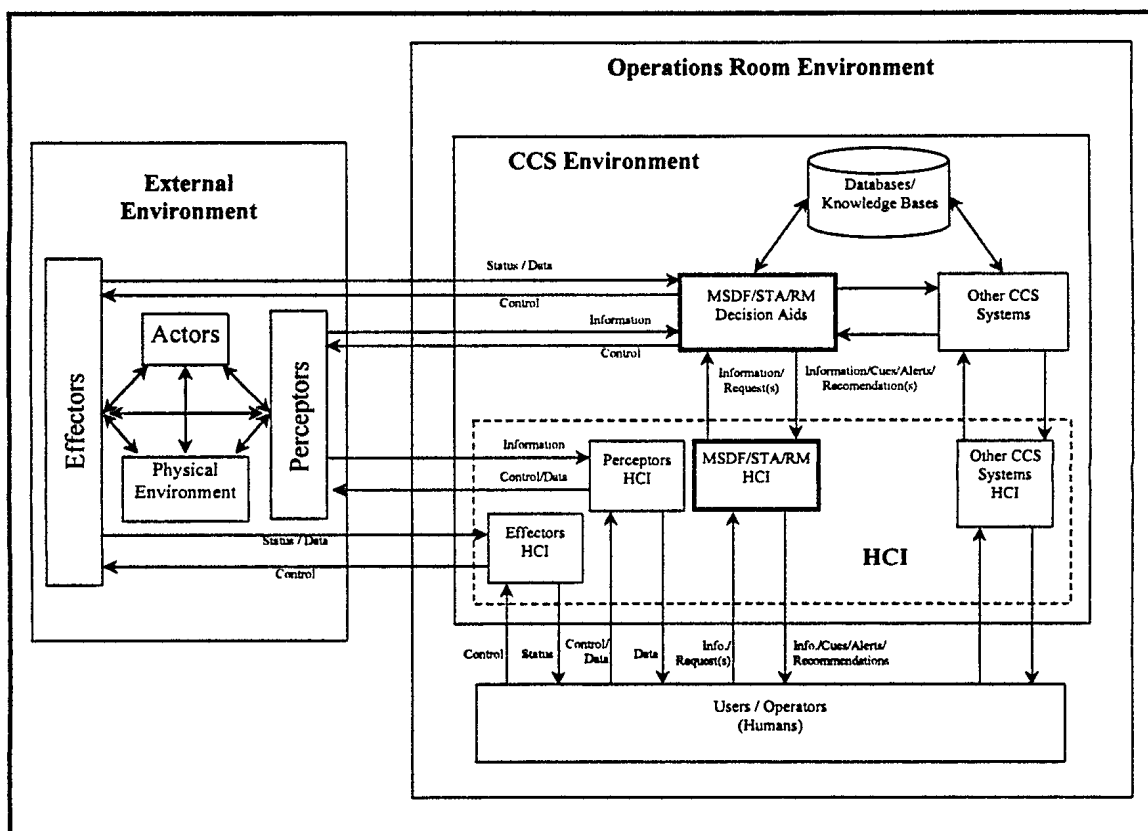 Operations Room Environment
CCS Environment
External
Environment
Databases/
Knowledge Bases
Status / Data
Control
MSDF/STA/RM
Decision Aids
Other CCS
Systems
Information
Control
Actors
Effectors
Perceptors
Physical
Environment
Information/
Request(s)
Information/Cues/Alerts/
Recomendation(s)
Information
Control/Data
Perceptors
HCI
MSDF/STA/RM
HCI
Other CCS
Systems
HCI
Status / Data
Control
Effectors
HCI
HCI
Control
Status
Control/
Data
Data
Info./
Request(s)
Info./Cues/Alerts/
Recommendations
Users / Operators
(Humans)